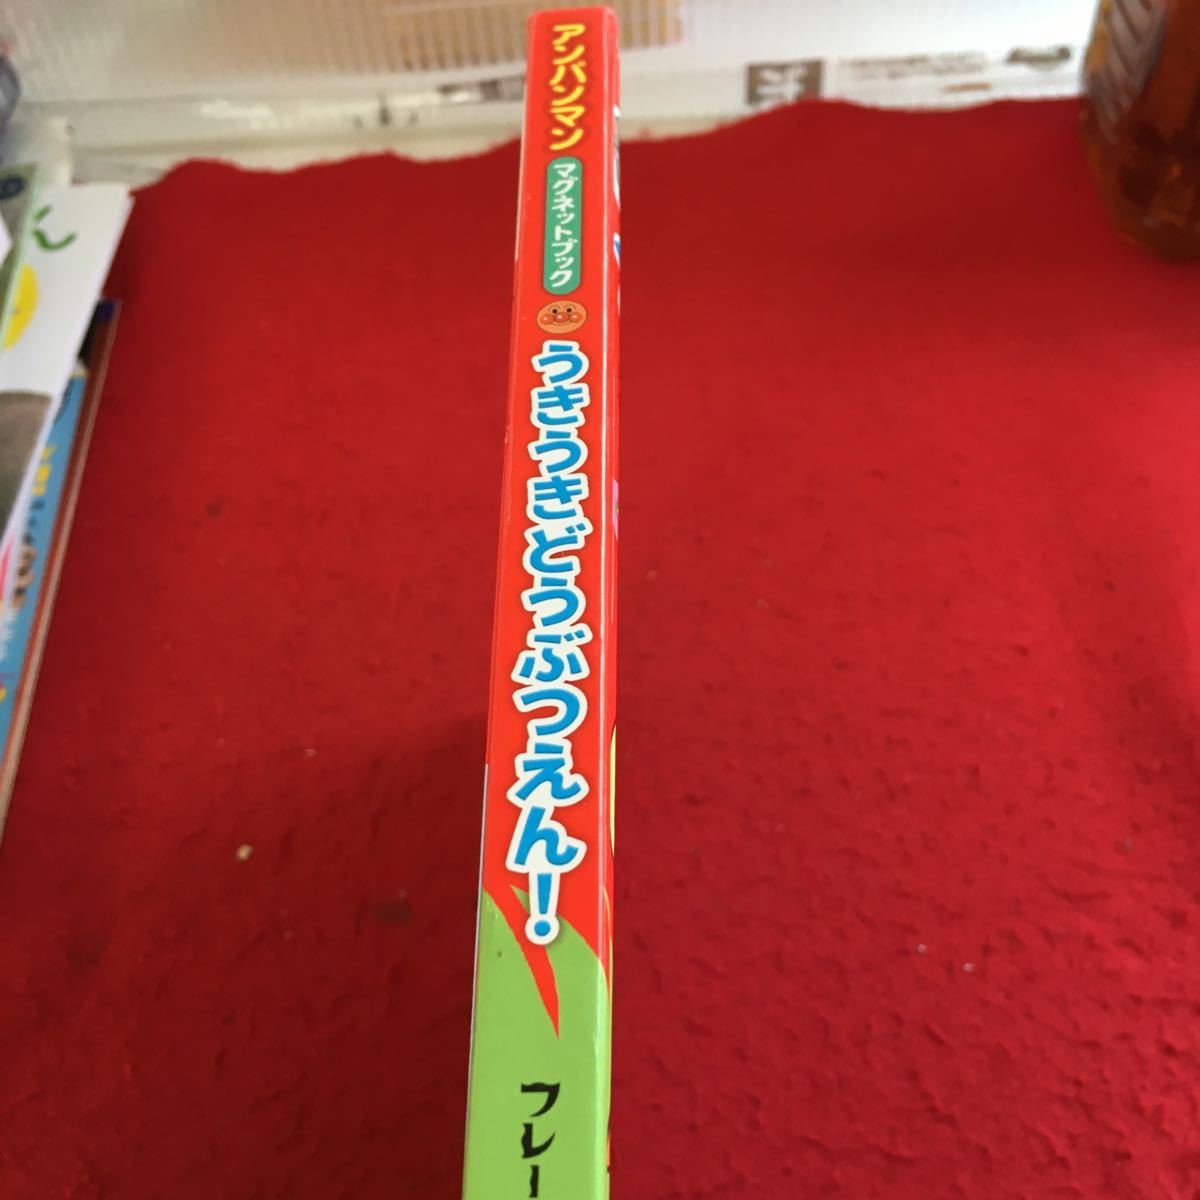 アンパンマン
マグネットブック
うきうきどうぶつえん!
フレー
ん